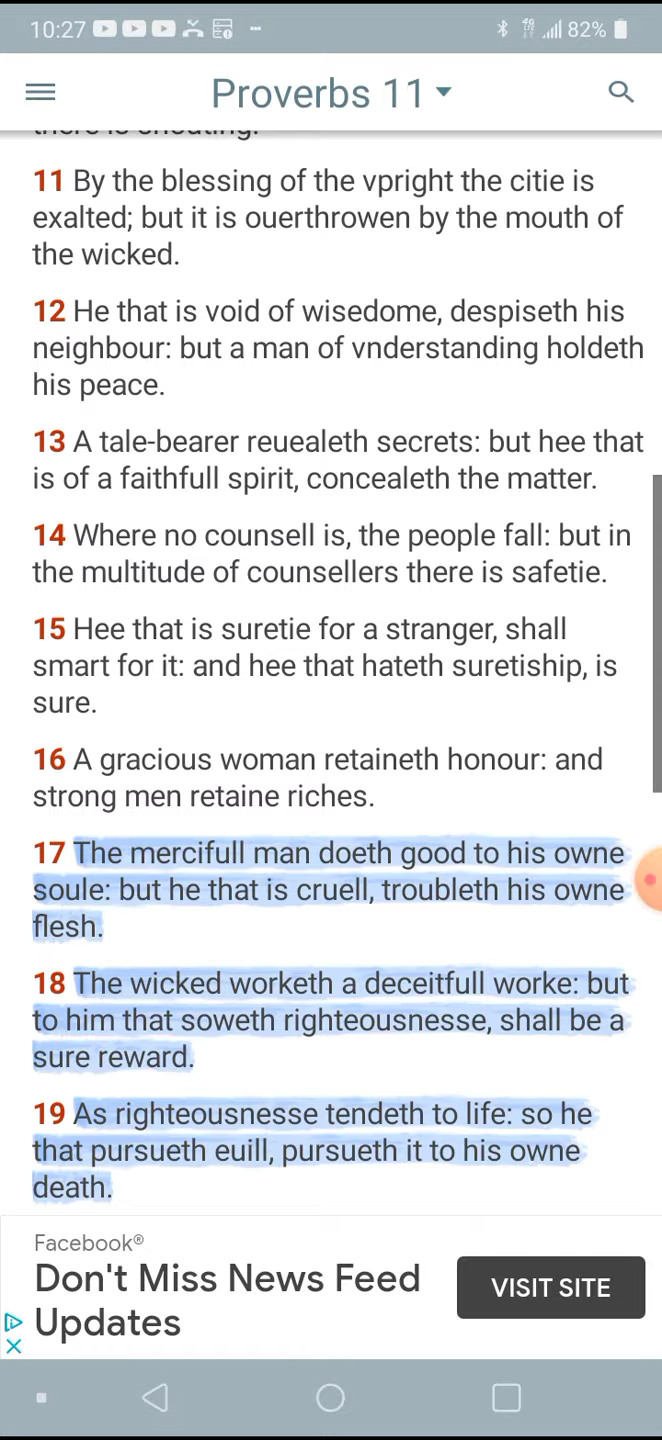 10:27
4G 82%
Proverbs 11
there is shouting.
11 By the blessing of the vpright the citie is
exalted; but it is ouerthrowen by the mouth of
the wicked.
12 He that is void of wisedome, despiseth his
neighbour: but a man of vnderstanding holdeth
his peace.
13 A tale-bearer reuealeth secrets: but hee that
is of a faithfull spirit, concealeth the matter.
14 Where no counsell is, the people fall: but in
the multitude of counsellers there is safetie.
15 Hee that is suretie for a stranger, shall
smart for it: and hee that hateth suretiship, is
sure.
16 A gracious woman retaineth honour: and
strong men retaine riches.
17 The mercifull man doeth good to his owne
soule: but he that is cruell, troubleth his owne
flesh.
18 The wicked worketh a deceitfull worke: but
to him that soweth righteousnesse, shall be a
sure reward.
19 As righteousnesse tendeth to life: so he
that pursueth euill, pursueth it to his owne
death.
Facebook®
Don't Miss News Feed
Updates
VISIT SITE